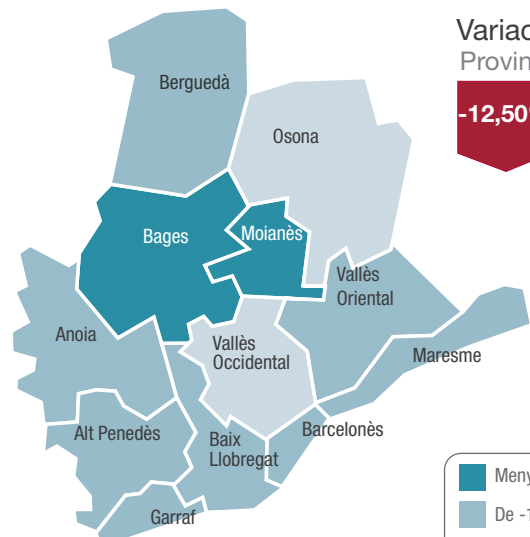 Variac
Provin
-12,50
Berguedà
Osona
Bages
Moianès
Vallès
Oriental
Anoia
Vallès
Occidental
Maresme
Alt Penedès
Baix
Llobregat
Barcelonès
Garraf
Meny
De -1